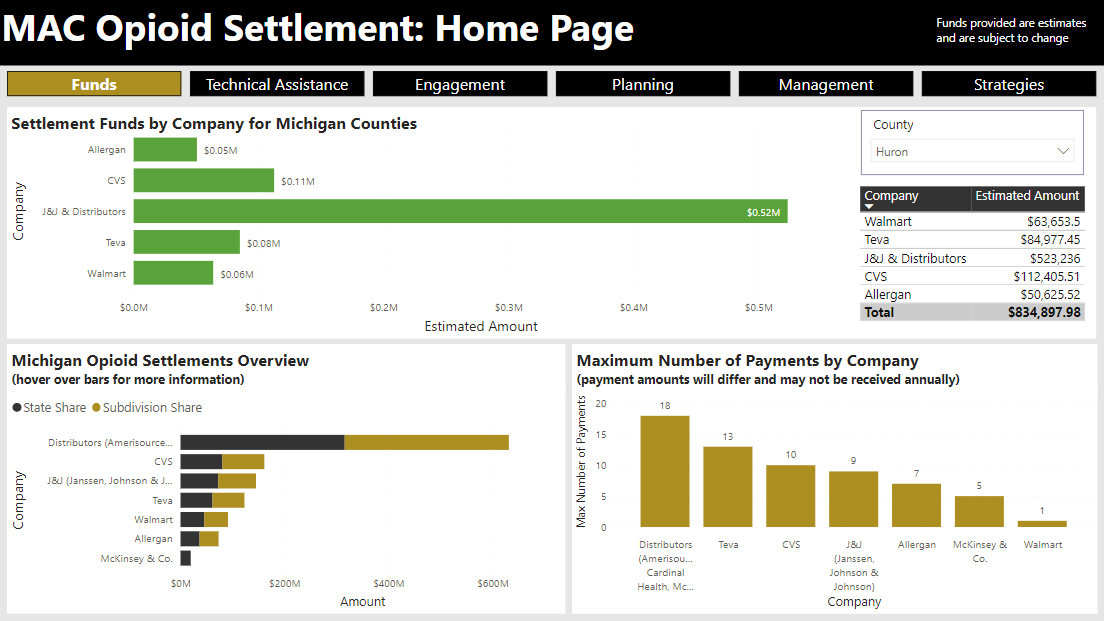 MAC Opioid Settlement: Home Page
Funds provided are estimates
and are subject to change
Funds
Technical Assistance
Engagement
Planning
Management
Strategies
Settlement Funds by Company for Michigan Counties
Company
Allergan
$0.05M
CVS
$0.11M
J&J & Distributors
$0.52M
Teva
$0.08M
Walmart
$0.06M
$0.0M
$0.1M
$0.2M
$0.3M
$0.4M
$0.5M
Estimated Amount
County
Huron
Company Estimated Amount
Walmart $63,653.5
Teva $84,977.45
J&J & Distributors $523,236
CVS $112,405.51
Allergan $50,625.52
Total $834,897.98
Michigan Opioid Settlements Overview
(hover over bars for more information)
State Share
Subdivision Share
Company
Distributors (Amerisource...
CVS
J&J (Janssen, Johnson & J...
Teva
Walmart
Allergan
McKinsey & Co.
$0M
$200M
$400M
$600M
Amount
Maximum Number of Payments by Company
(payment amounts will differ and may not be received annually)
Max Number of Payments
20
15
10
5
0
18
13
10
9
7
5
1
Distributors
(Amerisou...
Cardinal
Health, Mc...
Teva
CVS
J&J
(Janssen,
Johnson &
Johnson)
Allergan
McKinsey &
Co.
Walmart
Company